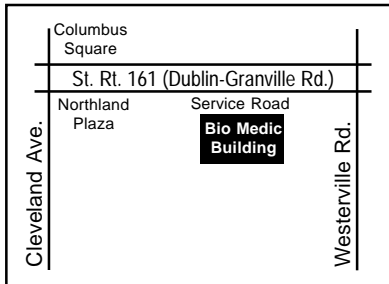 Columbus
Square
St. Rt. 161 (Dublin-Granville Rd.)
Northland
Plaza
Service Road
Bio Medic
Building
Cleveland Ave.
Westerville Rd.